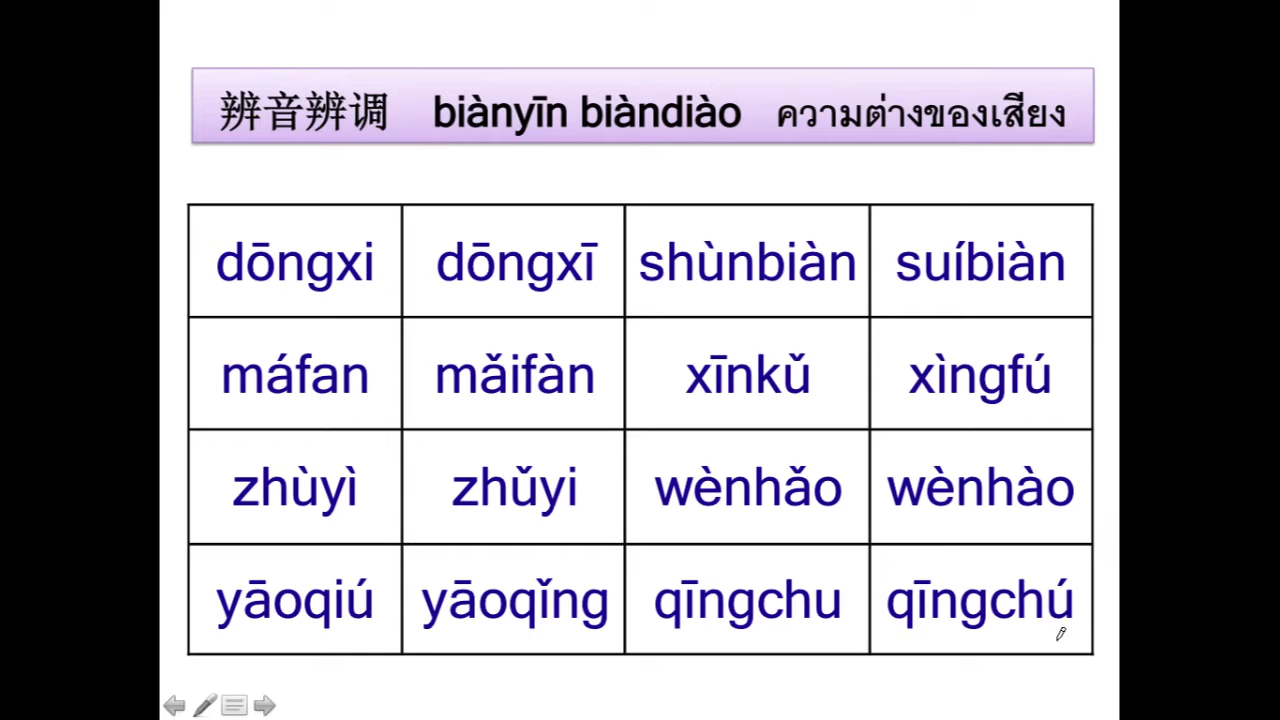 辨音辨调 biànyīn biàndiào ความต่างของเสียง
dōngxi dōngxī shùnbiàn suíbiàn
máfan mǎifàn xīnkǔ xìngfú
zhùyì zhǔyi wènhǎo wènhào
yāoqiú yāoqǐng qīngchu qīngchú